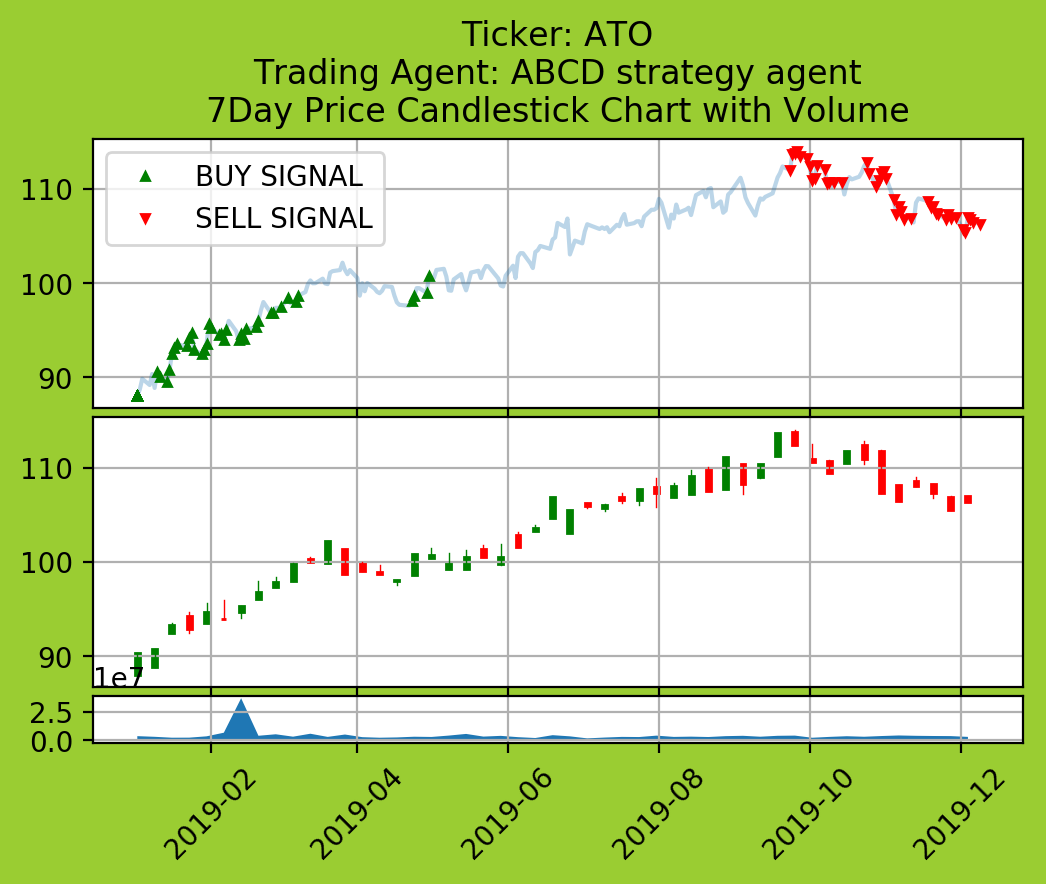 Ticker: ATO
Trading Agent: ABCD strategy agent
7Day Price Candlestick Chart with Volume
BUY SIGNAL
SELL SIGNAL
110
100
90
110
100
90
1e7
2.5
0.0
2019-02
2019-04
2019-06
2019-08
2019-10
2019-12